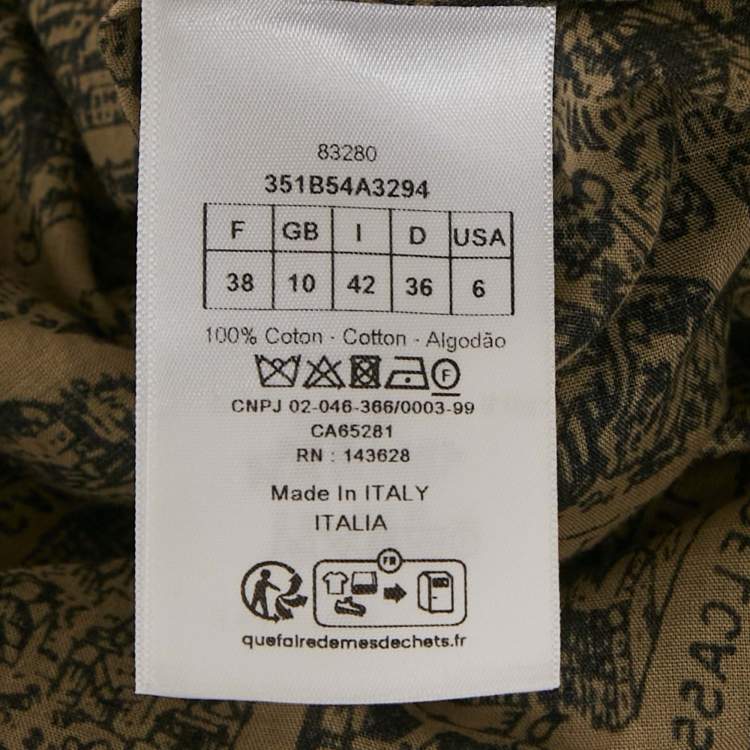 83280
351B54A3294
F GB I D USA
38 10 42 36 6
100% Coton - Cotton - Algodão
F
CNPJ 02-046-366/0003-99
CA65281
RN : 143628
Made In ITALY
ITALIA
FR
quefairedemesdechets.fr